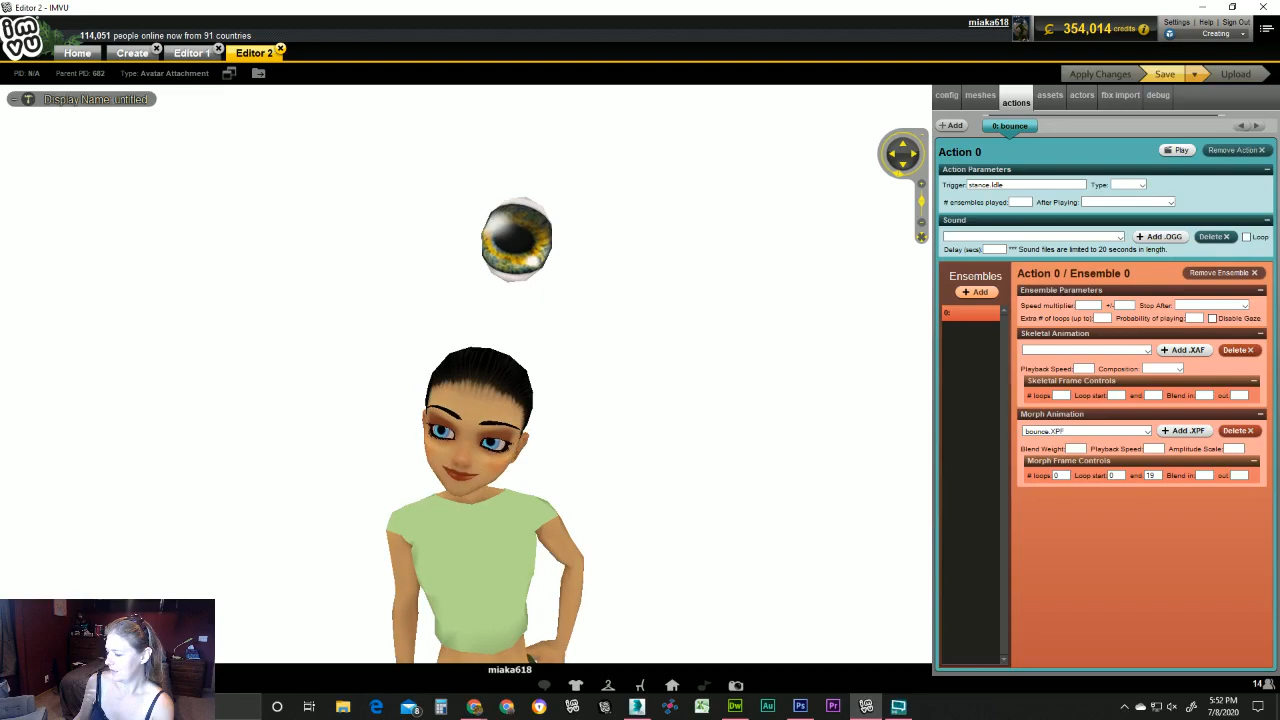 Editor 2 - IMVU
114,051 people online now from 91 countries
miaka618
354,014 credits
Settings | Help | Sign Out
Creating
Home
Create
Editor 1
Editor 2
PID: N/A Parent PID: 682 Type: Avatar Attachment
Apply Changes
Save
Upload
Display Name untitled
config meshes actions assets actors fbx import debug
+ Add
0: bounce
Action 0
Play
Remove Action X
Action Parameters
Trigger: stance.Idle Type:
# ensembles played: After Playing:
Sound
+ Add .OGG Delete X Loop
Delay (secs): *** Sound files are limited to 20 seconds in length.
Ensembles
+ Add
0:
Action 0 / Ensemble 0
Remove Ensemble X
Ensemble Parameters
Speed multiplier: +/-: Stop After:
Extra # of loops (up to): Probability of playing: Disable Gaze
Skeletal Animation
+ Add .XAF Delete X
Playback Speed: Composition:
Skeletal Frame Controls
# loops: Loop start: end: Blend in: out:
Morph Animation
bounce.XPF + Add .XPF Delete X
Blend Weight: Playback Speed: Amplitude Scale:
Morph Frame Controls
# loops: 0 Loop start: 0 end: 19 Blend in: out:
miaka618
14
5:52 PM
7/8/2020